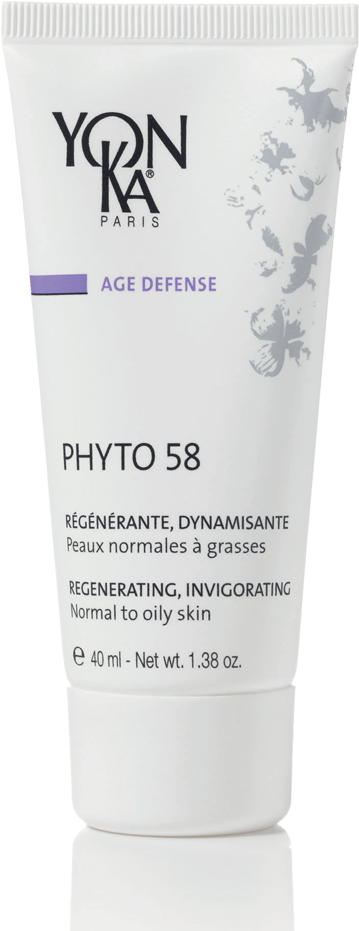 YON
KA®
PARIS
AGE DEFENSE
PHYTO 58
RÉGÉNÉRANTE, DYNAMISANTE
Peaux normales à grasses
REGENERATING, INVIGORATING
Normal to oily skin
e 40 ml - Net wt. 1.38 oz.